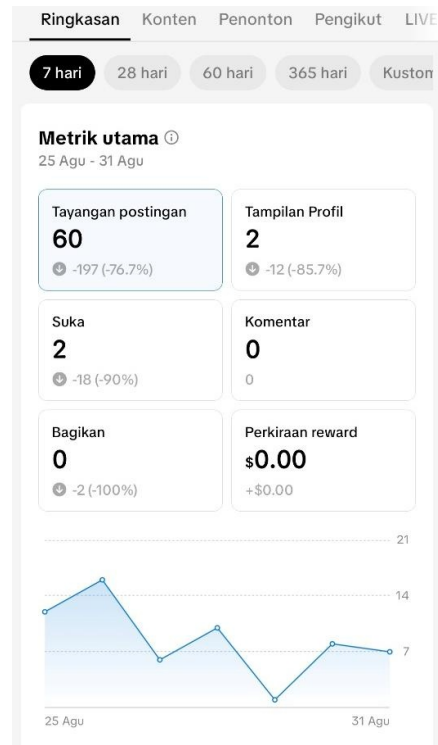 Ringkasan Konten Penonton Pengikut LIVE
7 hari 28 hari 60 hari 365 hari Kustom
Metrik utama
25 Agu - 31 Agu
Tayangan postingan Tampilan Profil
60 2
-197 (-76.7%) -12 (-85.7%)
Suka Komentar
2 0
-18 (-90%) 0
Bagikan Perkiraan reward
0 $0.00
-2 (-100%) +$0.00
21
14
7
25 Agu 31 Agu